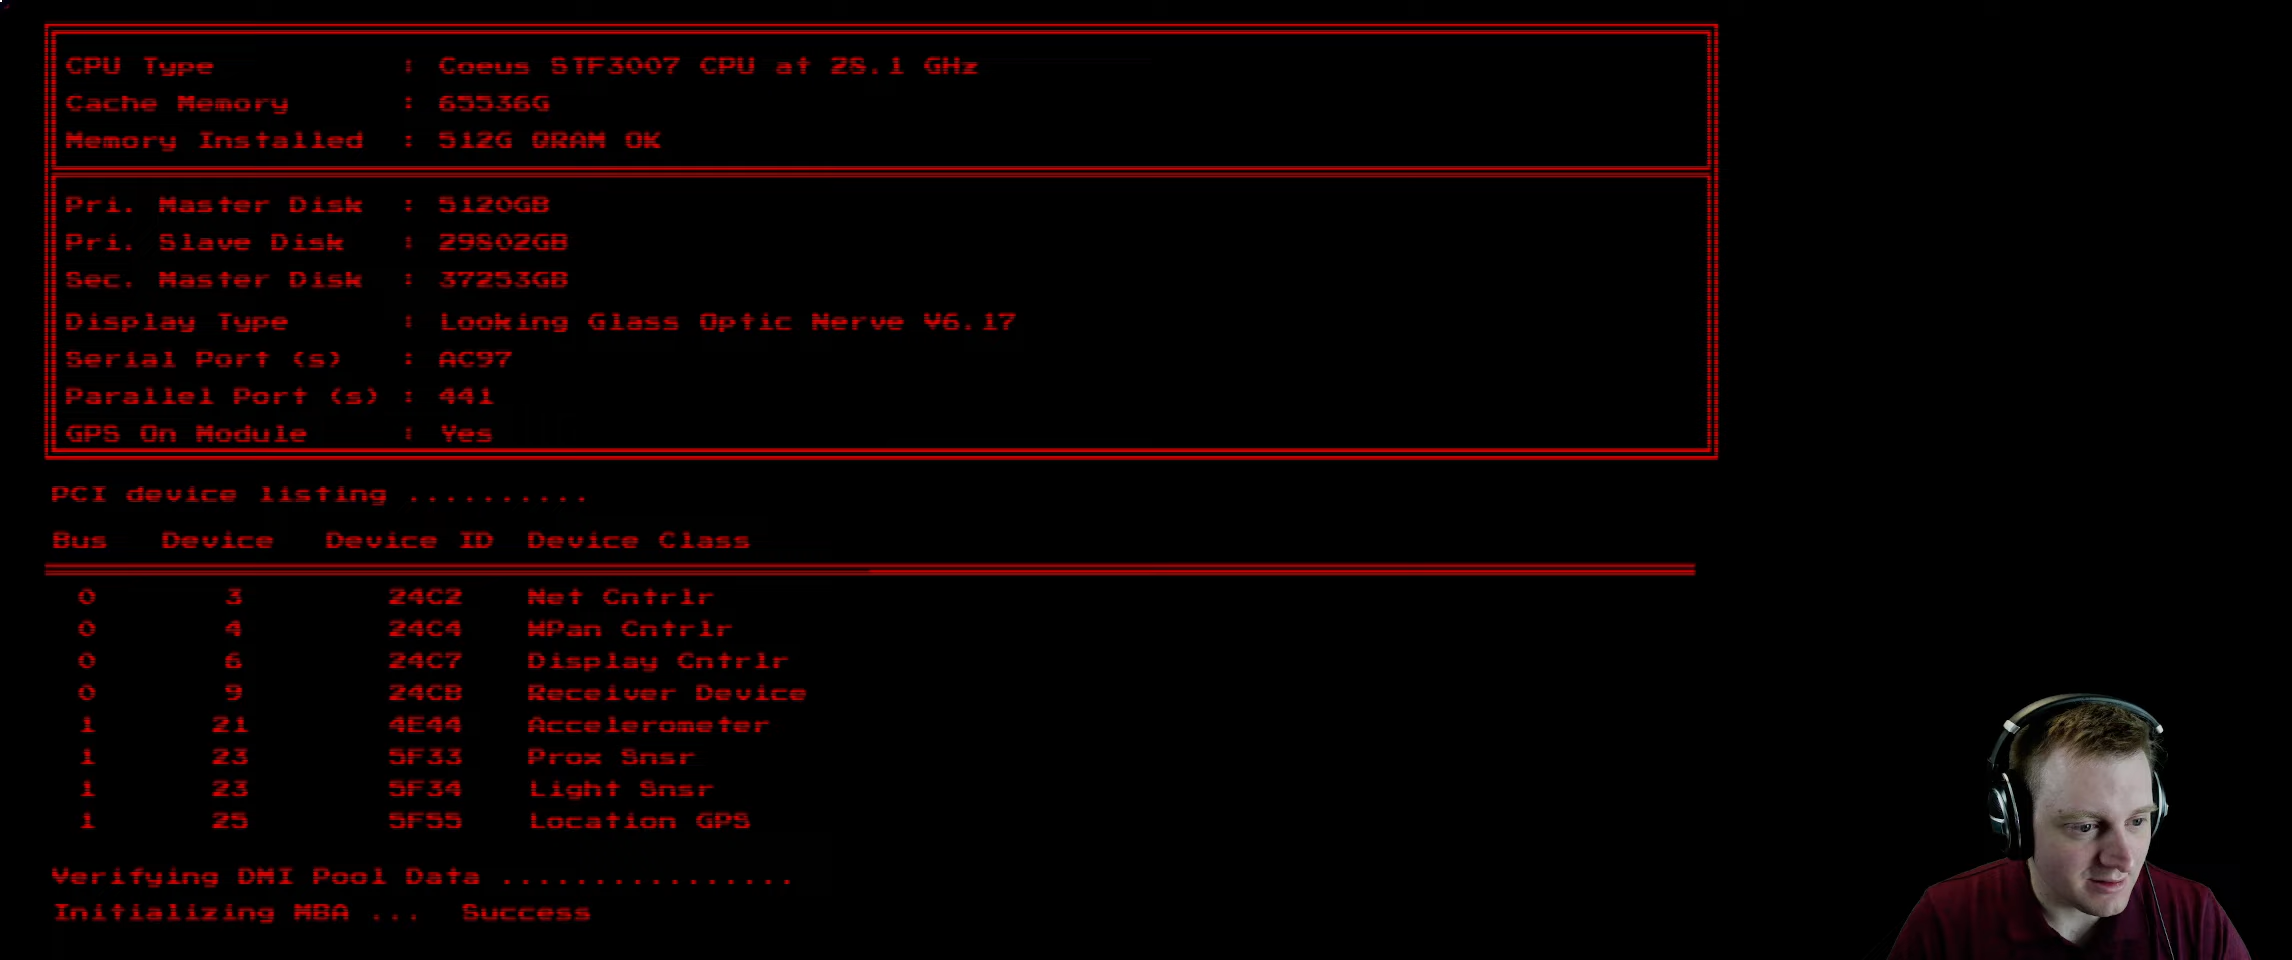 CPU Type : Coeus STF3007 CPU at 28.1 GHz
Cache Memory : 65536G
Memory Installed : 512G QRAM OK
Pri. Master Disk : 5120GB
Pri. Slave Disk : 29802GB
Sec. Master Disk : 37253GB
Display Type : Looking Glass Optic Nerve V6.17
Serial Port (s) : AC97
Parallel Port (s) : 441
GPS On Module : Yes
PCI device listing ..........
Bus Device Device ID Device Class
0 3 24C2 Net Cntrlr
0 4 24C4 WPan Cntrlr
0 6 24C7 Display Cntrlr
0 9 24CB Receiver Device
1 21 4E44 Accelerometer
1 23 5F33 Prox Snsr
1 23 5F34 Light Snsr
1 25 5F55 Location GPS
Verifying DMI Pool Data ................
Initializing MBA ... Success